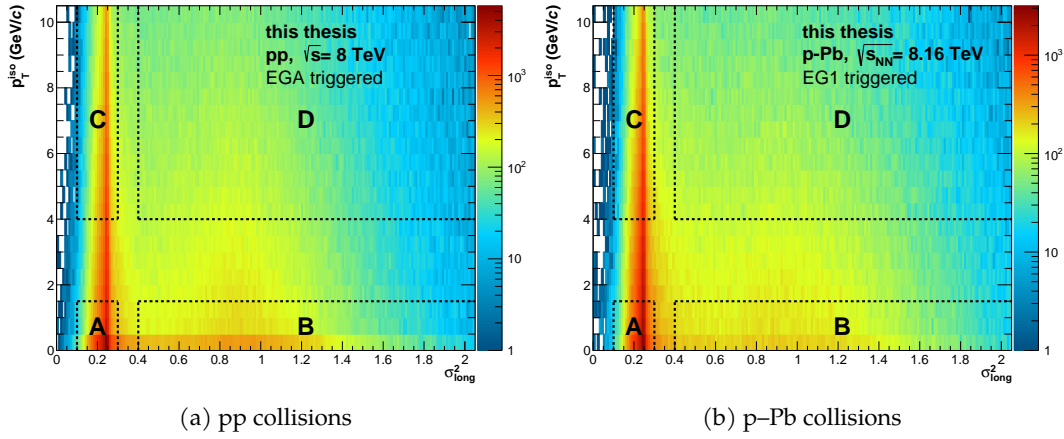 p_T^iso (GeV/c)
10
8
6
4
2
0
this thesis
pp, √s = 8 TeV
EGA triggered
C
D
A
B
10³
10²
10
1
0 0.2 0.4 0.6 0.8 1 1.2 1.4 1.6 1.8 2
σ²_long
(a) pp collisions
p_T^iso (GeV/c)
10
8
6
4
2
0
this thesis
p-Pb, √s_NN = 8.16 TeV
EG1 triggered
C
D
A
B
10³
10²
10
1
0 0.2 0.4 0.6 0.8 1 1.2 1.4 1.6 1.8 2
σ²_long
(b) p–Pb collisions